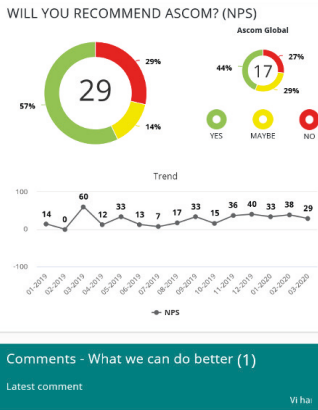 WILL YOU RECOMMEND ASCOM? (NPS)
Ascom Global
29%
57%
29
14%
44%
17
27%
29%
YES MAYBE NO
Trend
100
0
-100
14 0 60 12 33 13 7 17 33 15 36 40 33 38 29
01-2019 02-2019 03-2019 04-2019 05-2019 06-2019 07-2019 08-2019 09-2019 10-2019 11-2019 12-2019 01-2020 02-2020 03-2020
NPS
Comments - What we can do better (1)
Latest comment
Vi ha